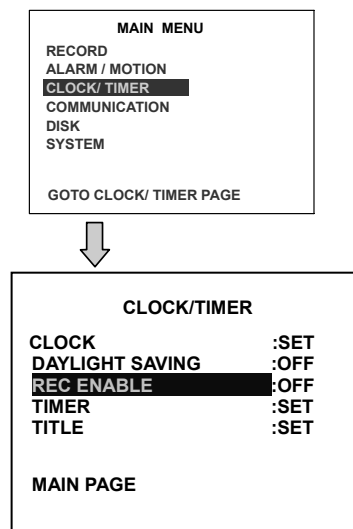 MAIN MENU
RECORD
ALARM / MOTION
CLOCK/ TIMER
COMMUNICATION
DISK
SYSTEM
GOTO CLOCK/ TIMER PAGE
CLOCK/TIMER
CLOCK :SET
DAYLIGHT SAVING :OFF
REC ENABLE :OFF
TIMER :SET
TITLE :SET
MAIN PAGE